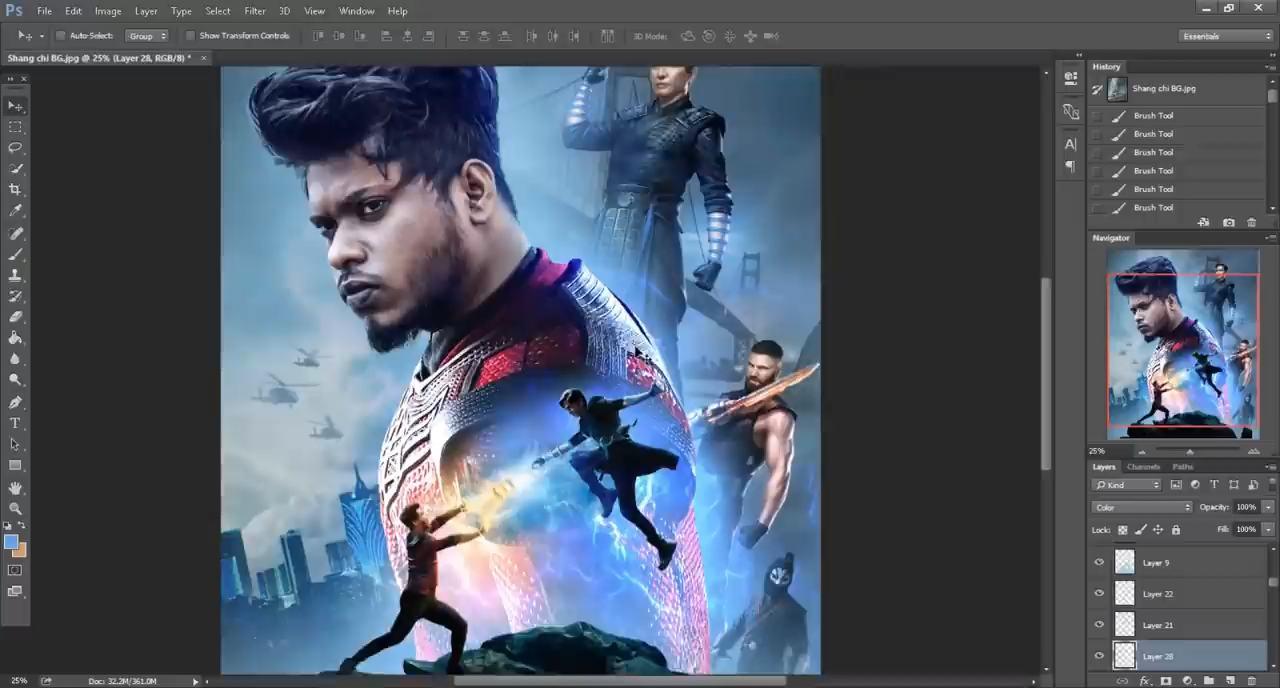 Ps File Edit Image Layer Type Select Filter 3D View Window Help
Auto-Select: Group Show Transform Controls 3D Mode: Essentials
Shang chi BG.jpg @ 25% (Layer 28, RGB/8) * ×
History
Shang chi BG.jpg
Brush Tool
Brush Tool
Brush Tool
Brush Tool
Brush Tool
Brush Tool
Navigator
25%
Layers Channels Paths
Kind
Color Opacity: 100%
Lock: Fill: 100%
Layer 9
Layer 22
Layer 21
Layer 28
25% Doc: 32.2M/361.0M